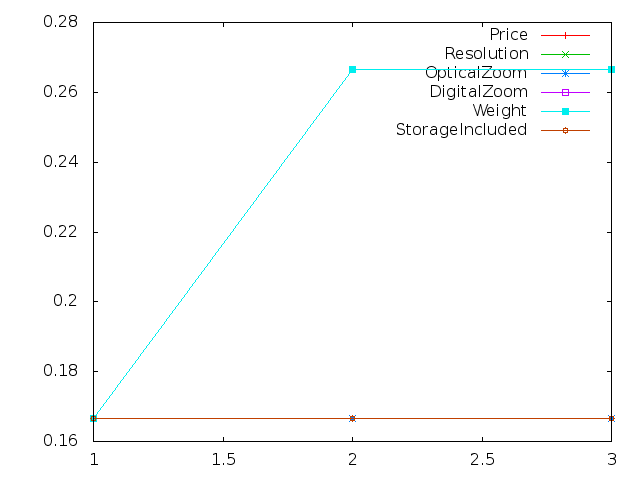 0.28
0.26
0.24
0.22
0.2
0.18
0.16
1
1.5
2
2.5
3
Price
Resolution
OpticalZoom
DigitalZoom
Weight
StorageIncluded